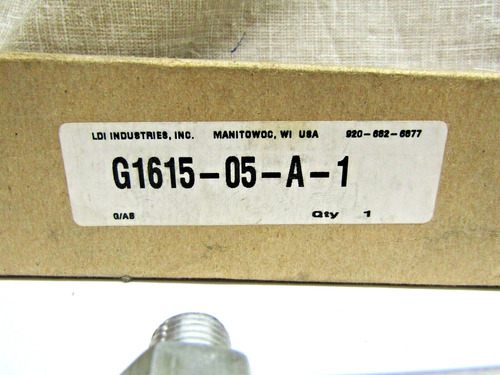 LDI INDUSTRIES, INC. MANITOWOC, WI USA 920-682-6877
G1615-05-A-1
G/AS Qty 1